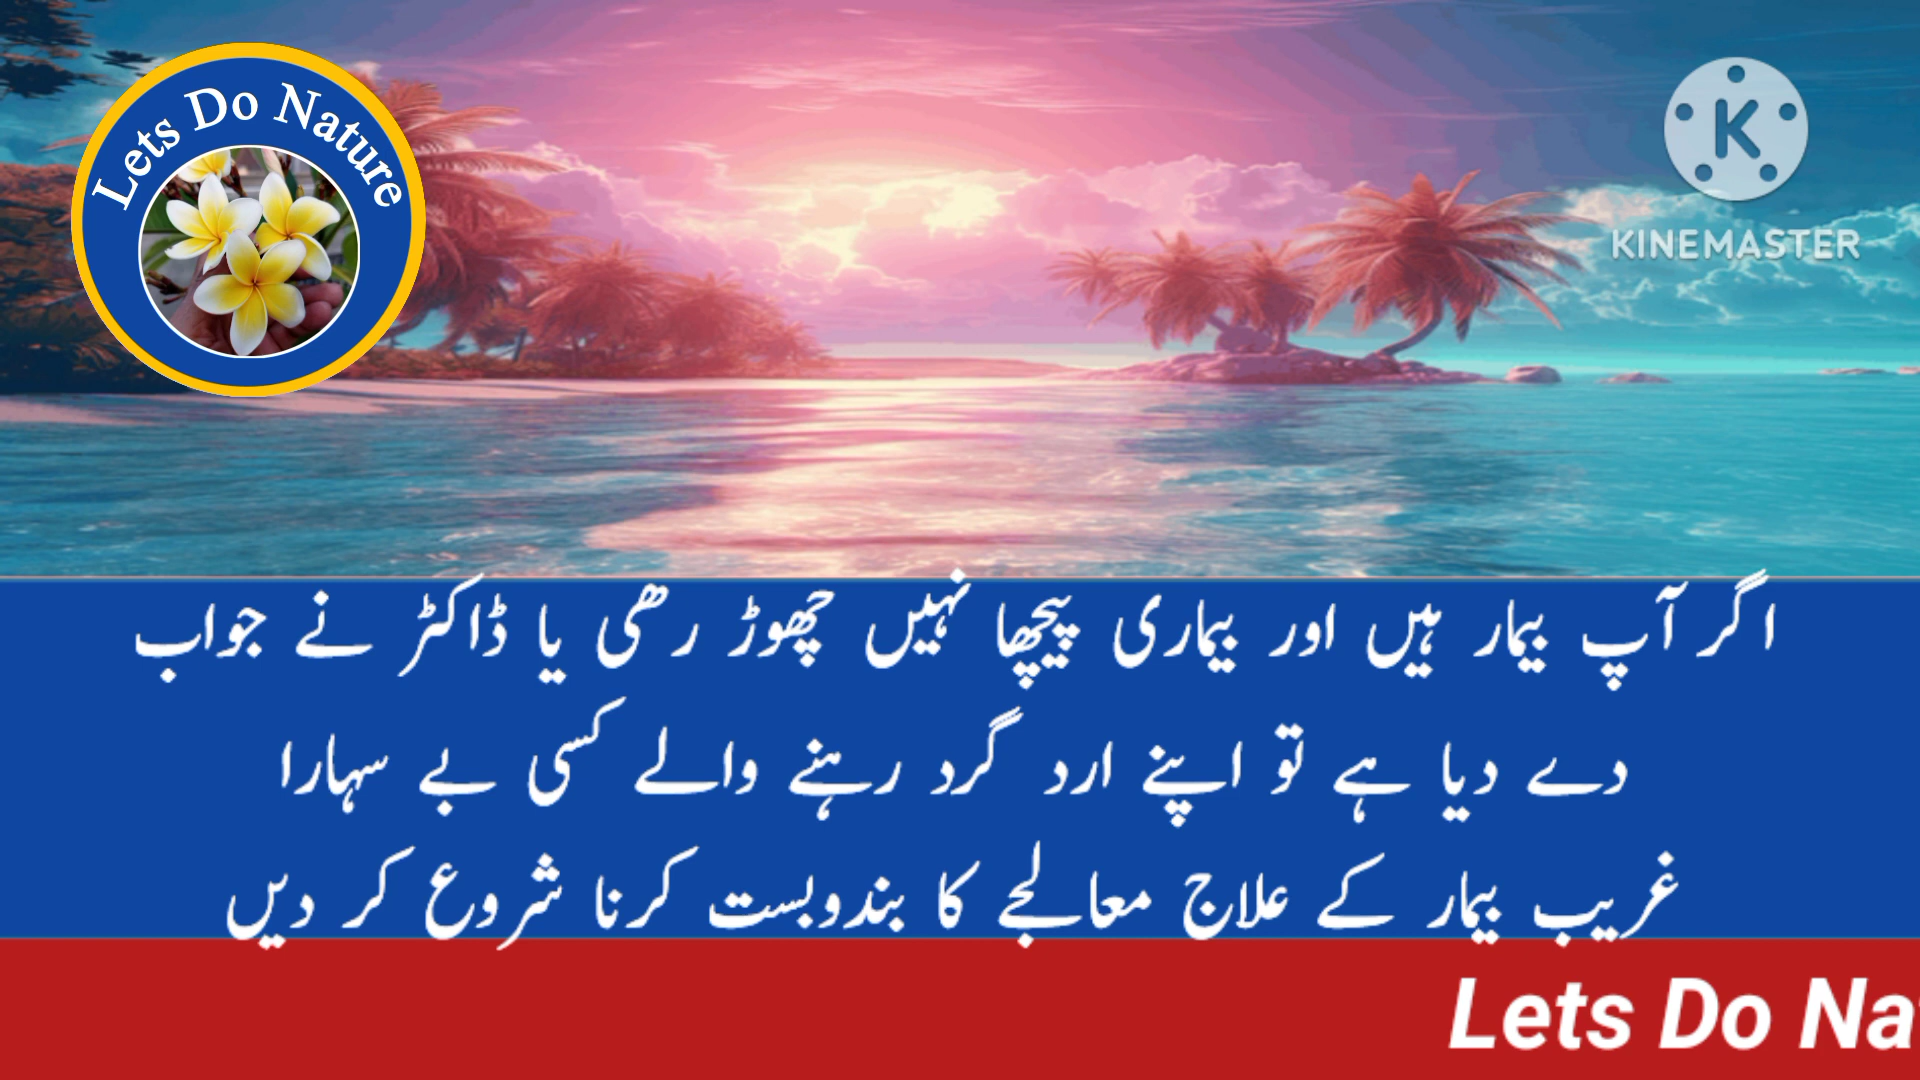 Lets Do Nature
KINEMASTER
اگر آپ بیمار ہیں اور بیماری پیچھا نہیں چھوڑ رھی یا ڈاکٹر نے جواب
دے دیا ہے تو اپنے ارد گرد رہنے والے کسی بے سہارا
غریب بیمار کے علاج معالجے کا بندوبست کرنا شروع کر دیں
Lets Do Na